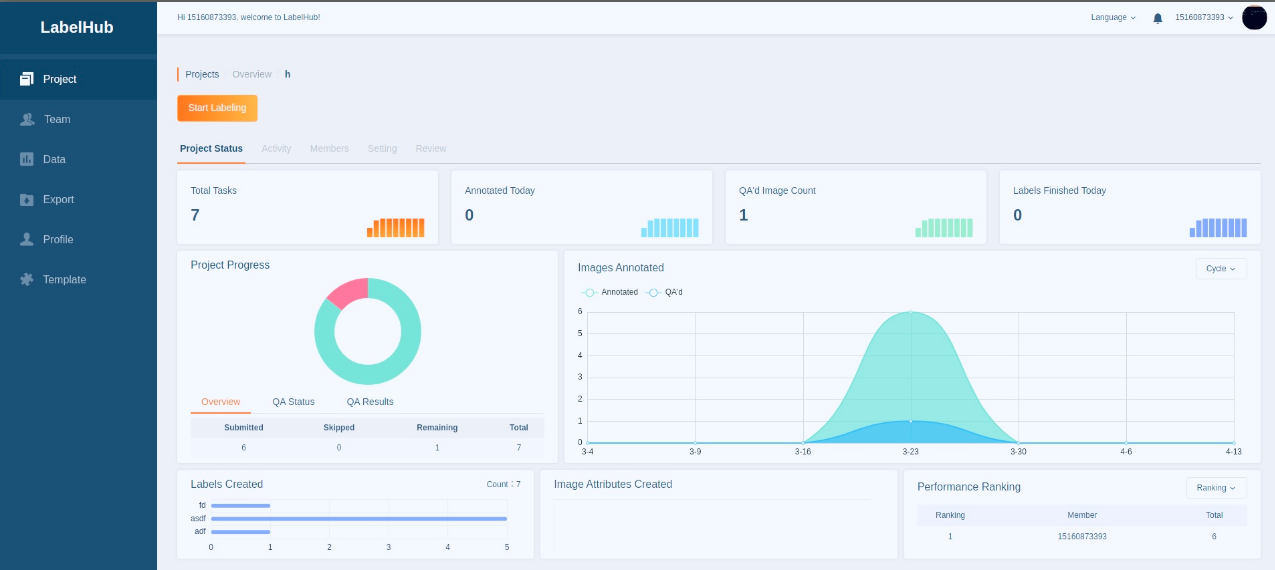 LabelHub
Hi 15160873393, welcome to LabelHub!
Language
15160873393
Project
Team
Data
Export
Profile
Template
Projects Overview h
Start Labeling
Project Status Activity Members Setting Review
Total Tasks
7
Annotated Today
0
QA'd Image Count
1
Labels Finished Today
0
Project Progress
Overview QA Status QA Results
Submitted Skipped Remaining Total
6 0 1 7
Images Annotated
Cycle
Annotated QA'd
6
5
4
3
2
1
0
3-4 3-9 3-16 3-23 3-30 4-6 4-13
Labels Created
Count：7
fd
asdf
adf
0 1 2 3 4 5
Image Attributes Created
Performance Ranking
Ranking
Ranking Member Total
1 15160873393 6